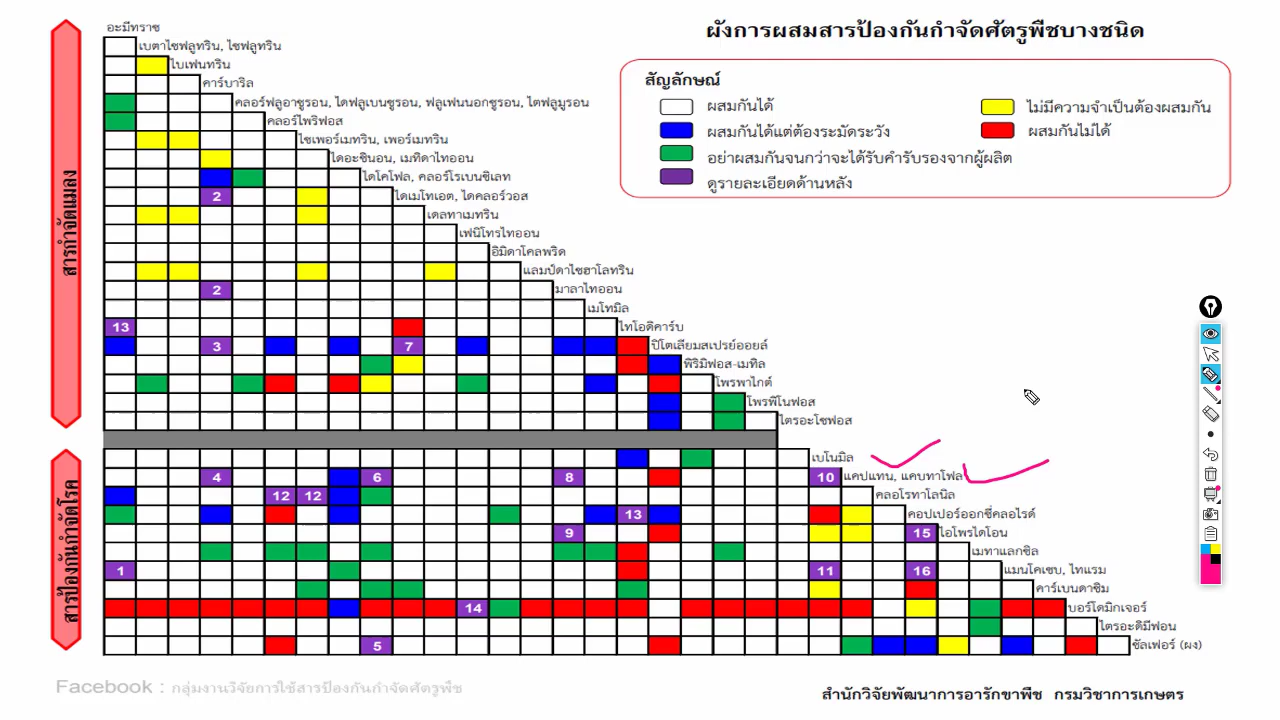 ผังการผสมสารป้องกันกำจัดศัตรูพืชบางชนิด
สัญลักษณ์
ผสมกันได้
ผสมกันได้แต่ต้องระมัดระวัง
อย่าผสมกันจนกว่าจะได้รับคำรับรองจากผู้ผลิต
ดูรายละเอียดด้านหลัง
ไม่มีความจำเป็นต้องผสมกัน
ผสมกันไม่ได้
สารกำจัดแมลง
อะมีทราซ
เบตาไซฟลูทริน, ไซฟลูทริน
ไบเฟนทริน
คาร์บาริล
คลอร์ฟลูอาซูรอน, ไดฟลูเบนซูรอน, ฟลูเฟนนอกซูรอน, ไตฟลูมูรอน
คลอร์ไพริฟอส
ไซเพอร์เมทริน, เพอร์เมทริน
ไดอะซินอน, เมทิดาไทออน
ไดโคโฟล, คลอร์โรเบนซิเลท
2 ไดเมโทเอต, ไดคลอร์วอส
เดลทาเมทริน
เฟนิโทรไทออน
อิมิดาโคลพริด
แลมป์ดาไซฮาโลทริน
2 มาลาไทออน
เมโทมิล
13 ไทโอดิคาร์บ
3 7 ปิโตเลียมสเปรย์ออยล์
พิริมิฟอส-เมทิล
โพรพาไกต์
โพรฟีโนฟอส
ไตรอะโซฟอส
สารป้องกันกำจัดโรค
เบโนมิล
4 6 8 10 แคปแทน, แคบทาโฟล
12 12 คลอโรทาโลนิล
13 คอปเปอร์ออกซี่คลอไรด์
9 15 ไอโพรไดโอน
เมทาแลกซิล
1 11 16 แมนโคเซบ, ไทแรม
คาร์เบนดาซิม
14 บอร์โดมิกเจอร์
ไตรอะดิมีฟอน
5 ซัลเฟอร์ (ผง)
Facebook : กลุ่มงานวิจัยการใช้สารป้องกันกำจัดศัตรูพืช
สำนักวิจัยพัฒนาการอารักขาพืช กรมวิชาการเกษตร